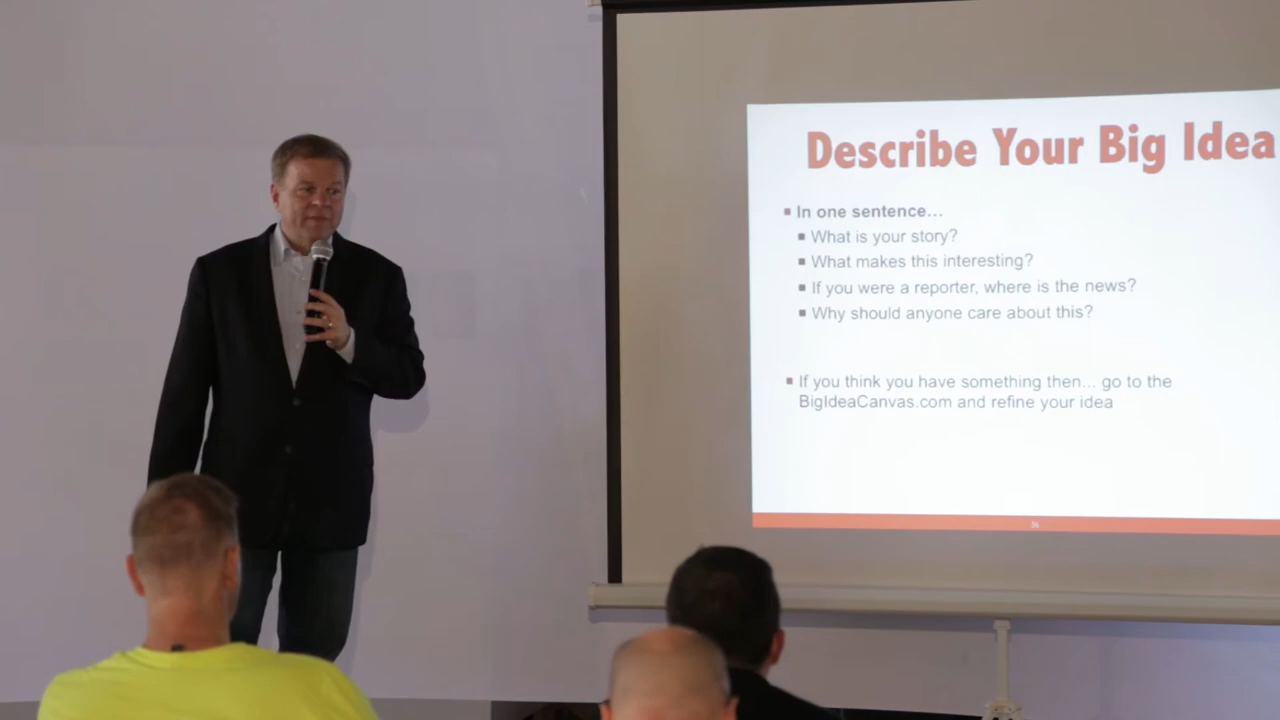 Describe Your Big Idea
In one sentence...
What is your story?
What makes this interesting?
If you were a reporter, where is the news?
Why should anyone care about this?
If you think you have something then... go to the
BigIdeaCanvas.com and refine your idea